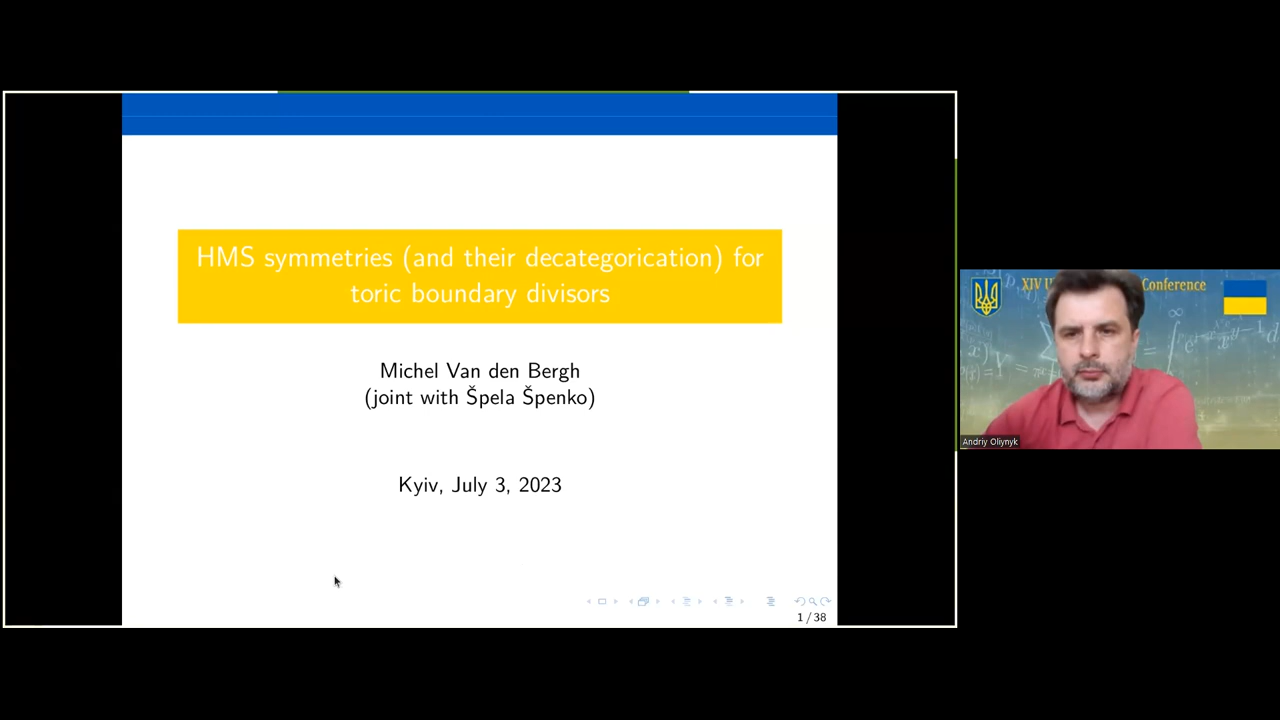 HMS symmetries (and their decategorication) for
toric boundary divisors
Michel Van den Bergh
(joint with Špela Špenko)
Kyiv, July 3, 2023
1 / 38
XIV U
Conference
Andriy Oliynyk